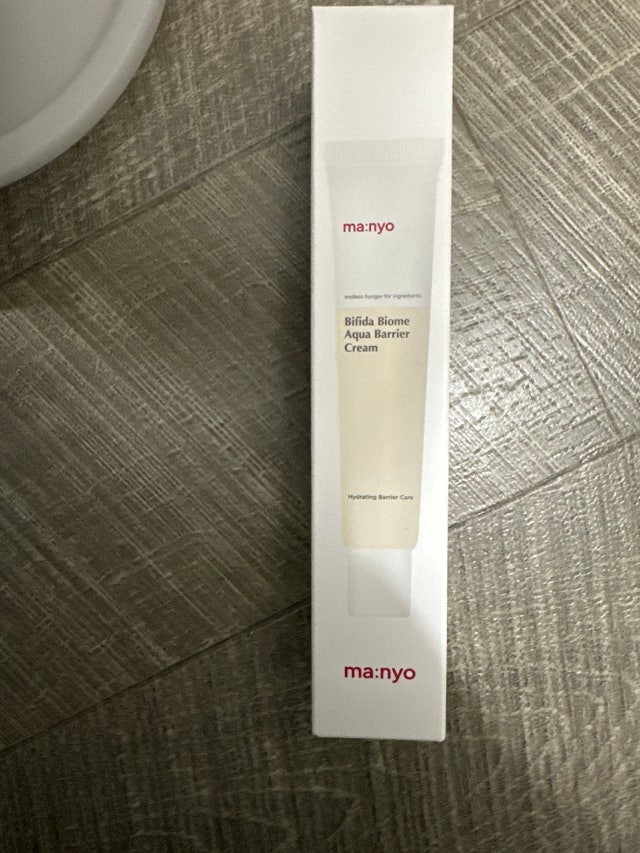 ma:nyo
endless hunger for ingredients.
Bifida Biome
Aqua Barrier
Cream
Hydrating Barrier Care
ma:nyo